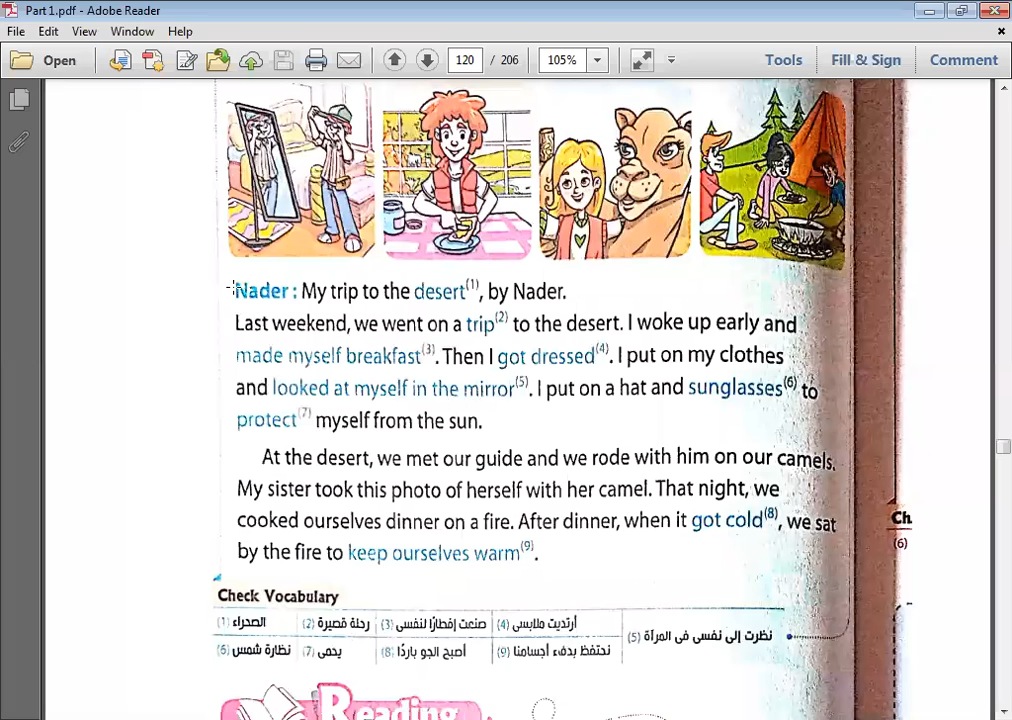 Part 1.pdf - Adobe Reader
File Edit View Window Help
Open 120 / 206 105% Tools Fill & Sign Comment
Nader : My trip to the desert(1), by Nader.
Last weekend, we went on a trip(2) to the desert. I woke up early and
made myself breakfast(3). Then I got dressed(4). I put on my clothes
and looked at myself in the mirror(5). I put on a hat and sunglasses(6) to
protect(7) myself from the sun.
At the desert, we met our guide and we rode with him on our camels.
My sister took this photo of herself with her camel. That night, we
cooked ourselves dinner on a fire. After dinner, when it got cold(8), we sat
by the fire to keep ourselves warm(9).
Ch
(6)
Check Vocabulary
(1) الصحراء (2) رحلة قصيرة (3) صنعت إفطارًا لنفسى (4) أرتديت ملابسى (5) نظرت إلى نفسى فى المرآة
(6) نظارة شمس (7) يحمى (8) أصبح الجو باردًا (9) نحتفظ بدفء أجسامنا
Reading